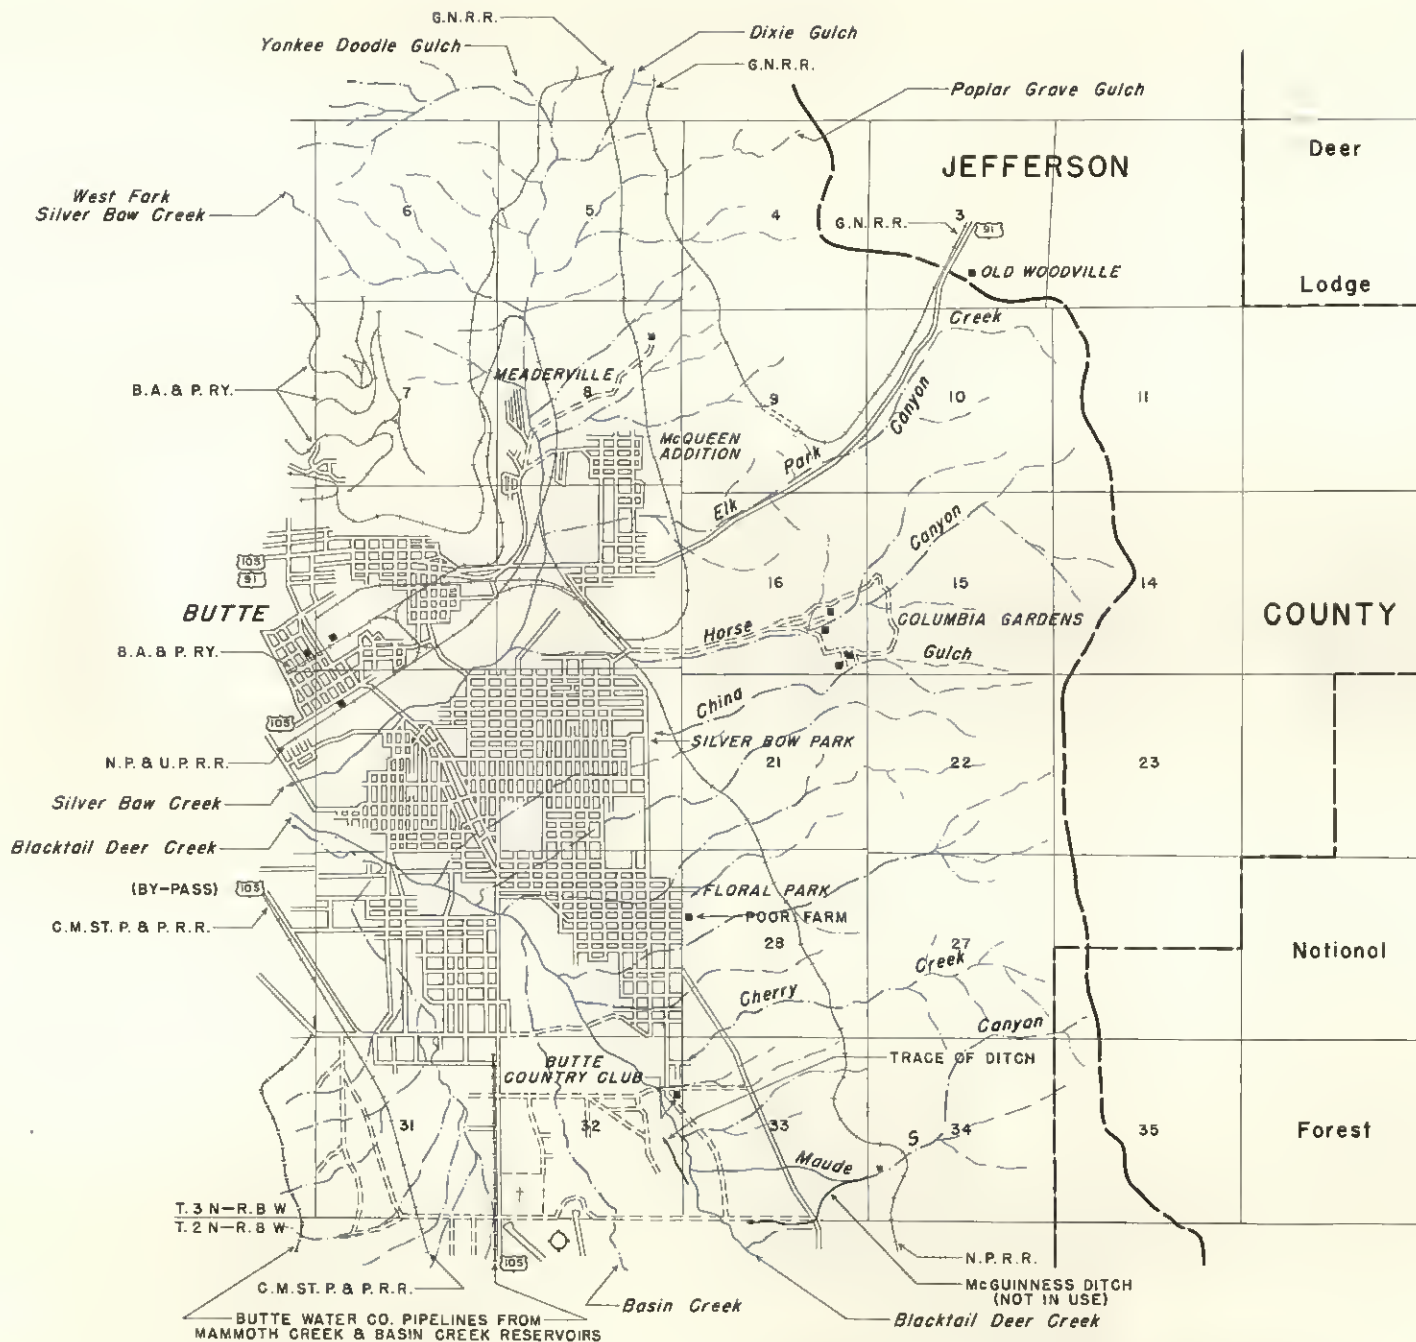 G.N.R.R.
Yankee Doodle Gulch
Dixie Gulch
G.N.R.R.
Poplar Grove Gulch
Deer
JEFFERSON
West Fork
Silver Bow Creek
6
5
4
3
G.N.R.R.
91
OLD WOODVILLE
Lodge
Creek
MEADERVILLE
B.A. & P. RY.
7
8
9
10
11
Canyon
McQUEEN
ADDITION
Park
Elk
Canyon
105
91
16
15
14
BUTTE
COLUMBIA GARDENS
COUNTY
Horse
B.A. & P. RY.
Gulch
China
105
SILVER BOW PARK
N.P. & U.P. R.R.
21
22
23
Silver Bow Creek
Blacktail Deer Creek
(BY-PASS)
105
FLORAL PARK
POOR FARM
C.M. ST. P. & P. R.R.
28
27
National
Creek
Cherry
Canyon
TRACE OF DITCH
BUTTE
COUNTRY CLUB
31
32
33
S
34
35
Forest
Maude
T. 3 N-R. 8 W
T. 2 N-R. 8 W
N.P.R.R.
105
C.M. ST. P. & P. R.R.
McGUINNESS DITCH
(NOT IN USE)
Basin Creek
Blacktail Deer Creek
BUTTE WATER CO. PIPELINES FROM
MAMMOTH CREEK & BASIN CREEK RESERVOIRS